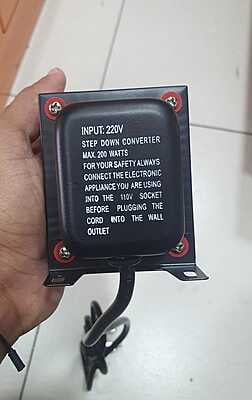 INPUT: 220V
STEP DOWN CONVERTER
MAX. 200 WATTS
FOR YOUR SAFETY ALWAYS
CONNECT THE ELECTRONIC
APPLIANCE YOU ARE USING
INTO THE 110V SOCKET
BEFORE PLUGGING THE
CORD INTO THE WALL
OUTLET